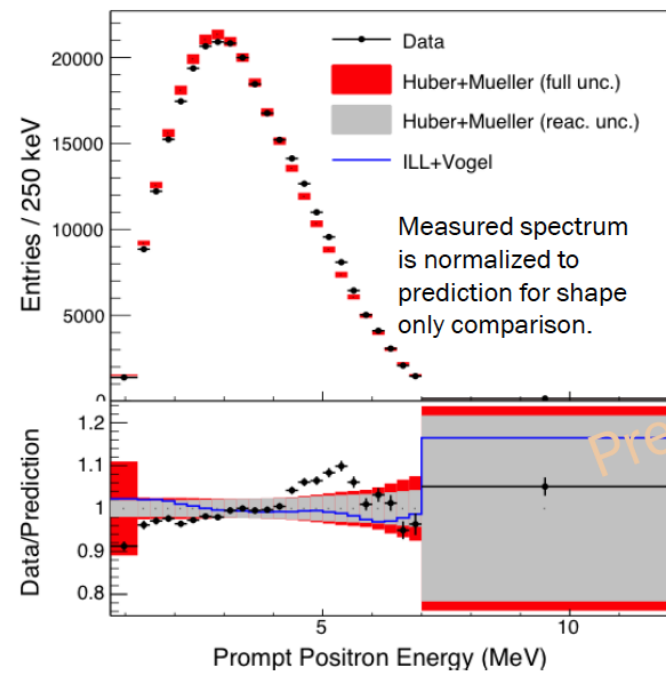 20000
15000
10000
5000
0
Entries / 250 keV
Data
Huber+Mueller (full unc.)
Huber+Mueller (reac. unc.)
ILL+Vogel
Measured spectrum
is normalized to
prediction for shape
only comparison.
1.2
1.1
1
0.9
0.8
Data/Prediction
Pre
5
10
Prompt Positron Energy (MeV)